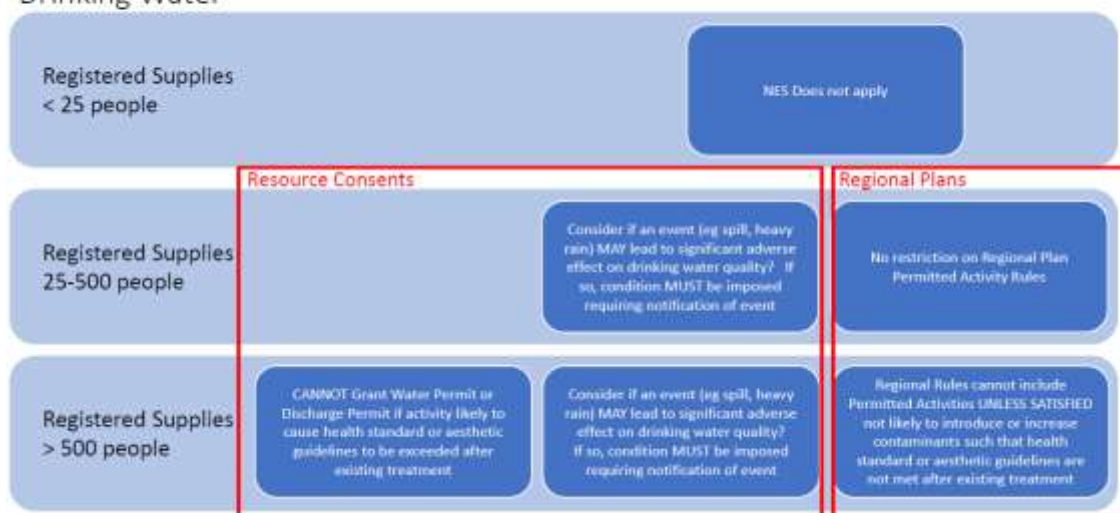 Drinking Water
Registered Supplies
< 25 people
NES Does not apply
Resource Consents
Regional Plans
Registered Supplies
25-500 people
Consider if an event (eg spill, heavy
rain) MAY lead to significant adverse
effect on drinking water quality? If
so, condition MUST be imposed
requiring notification of event
No restriction on Regional Plan
Permitted Activity Rules
Registered Supplies
> 500 people
CANNOT Grant Water Permit or
Discharge Permit if activity likely to
cause health standard or aesthetic
guidelines to be exceeded after
existing treatment
Consider if an event (eg spill, heavy
rain) MAY lead to significant adverse
effect on drinking water quality?
If so, condition MUST be imposed
requiring notification of event
Regional Rules cannot include
Permitted Activities UNLESS SATISFIED
not likely to introduce or increase
contaminants such that health
standard or aesthetic guidelines are
not met after existing treatment